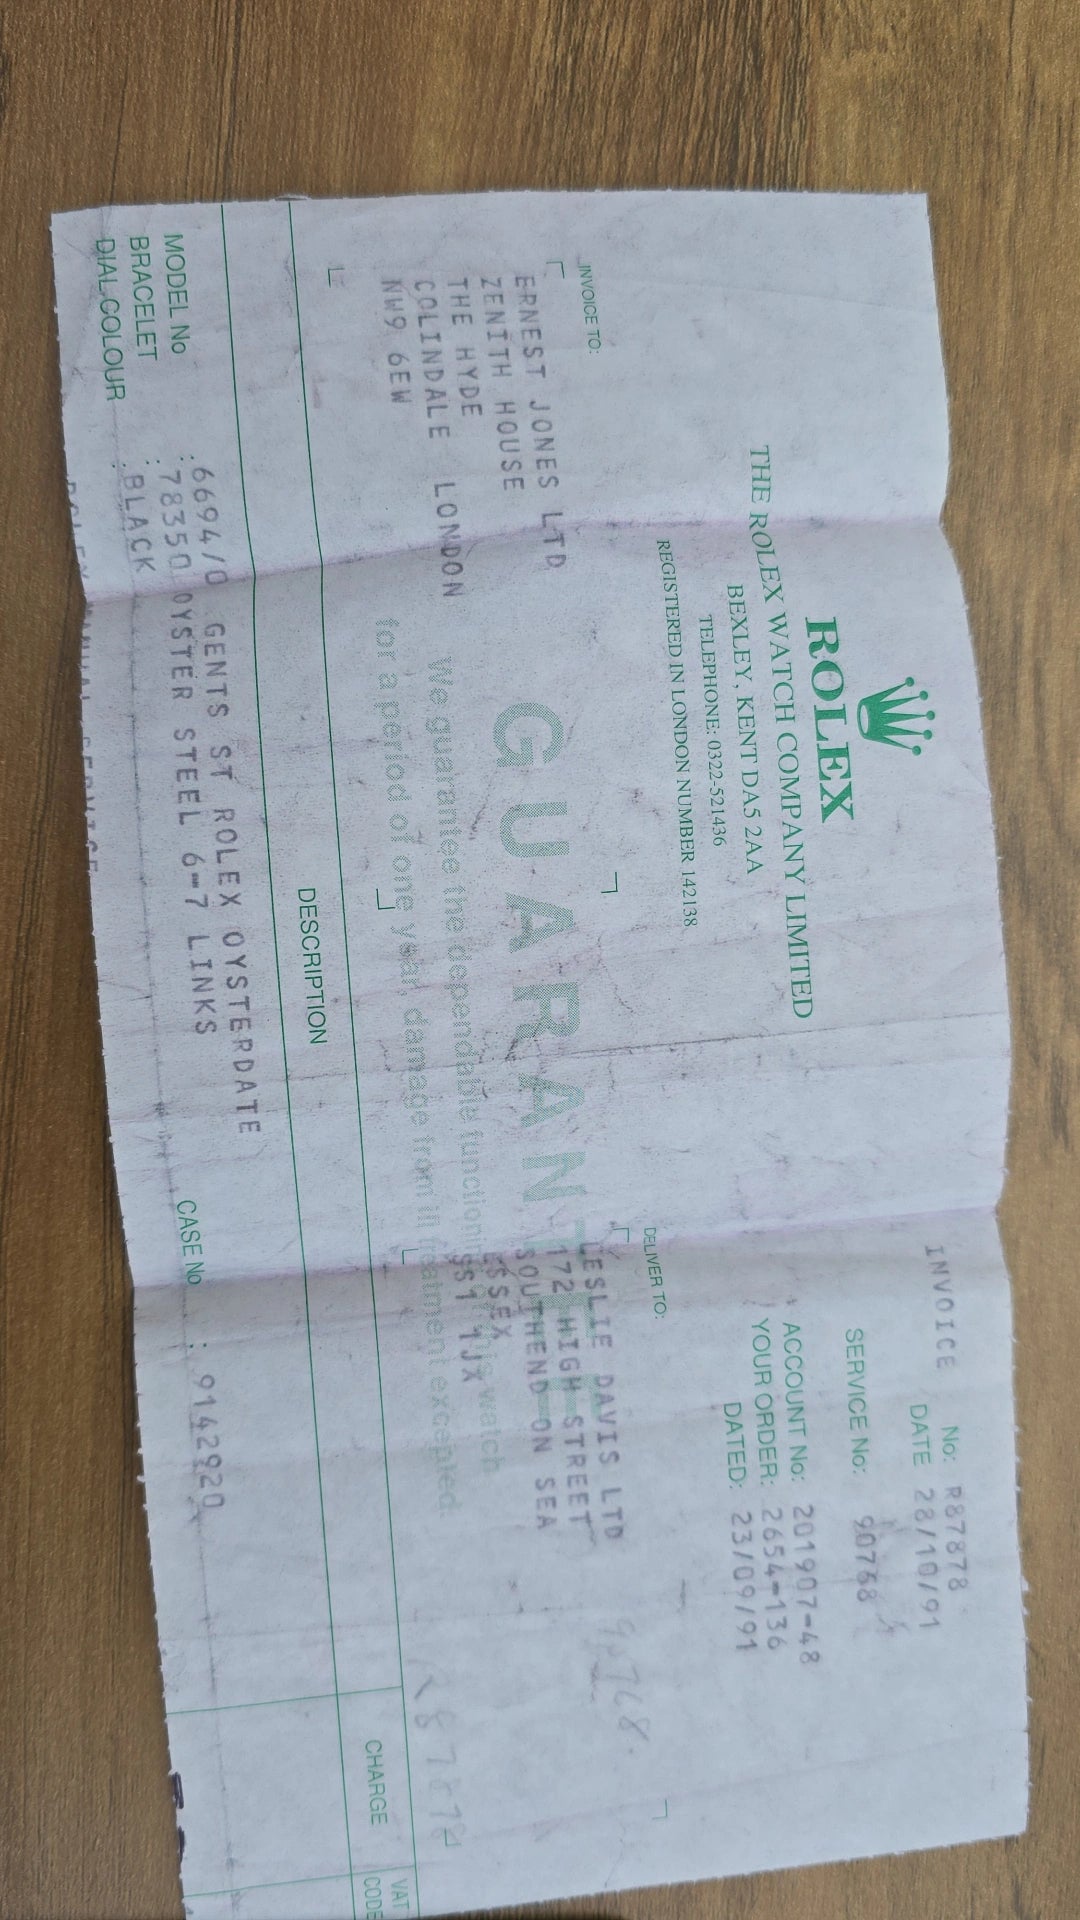 ROLEX
THE ROLEX WATCH COMPANY LIMITED
BEXLEY, KENT DA5 2AA
TELEPHONE: 0322-521436
REGISTERED IN LONDON NUMBER 142138
INVOICE No: R87878
DATE 28/10/91
SERVICE No: 90768
ACCOUNT No: 201907-48
YOUR ORDER: 2654-136
DATED: 23/09/91
INVOICE TO:
ERNEST JONES LTD
ZENITH HOUSE
THE HYDE
COLINDALE LONDON
NW9 6EW
DELIVER TO:
LESLIE DAVIS LTD
172 HIGH STREET
SOUTHEND ON SEA
ESSEX
SS1 1JX
90768.
R87878
GUARANTEE
We guarantee the dependable functioning of this watch
for a period of one year, damage from ill treatment excepted.
DESCRIPTION
CHARGE
VAT CODE
MODEL No : 6694/0 GENTS ST ROLEX OYSTERDATE
BRACELET : 78350 OYSTER STEEL 6-7 LINKS
DIAL COLOUR : BLACK
CASE No : 9142920